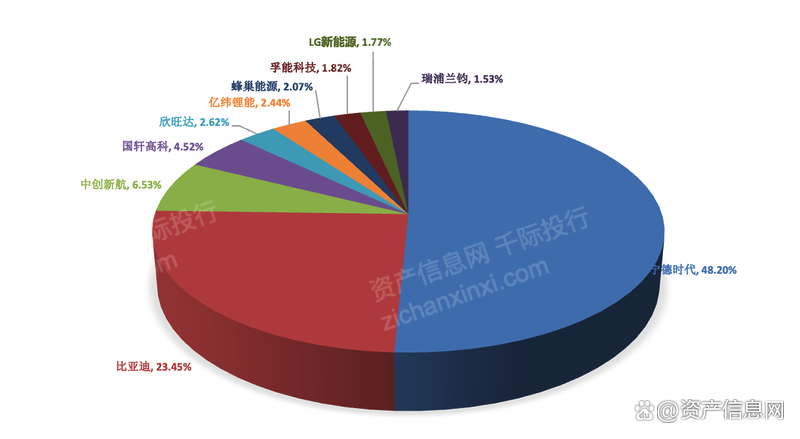 LG新能源, 1.77%
孚能科技, 1.82%
瑞浦兰钧, 1.53%
蜂巢能源, 2.07%
亿纬锂能, 2.44%
欣旺达, 2.62%
国轩高科, 4.52%
中创新航, 6.53%
宁德时代, 48.20%
比亚迪, 23.45%
千际投行
com
资产信息网 千际投行
zichanxinxi.com
@资产信息网